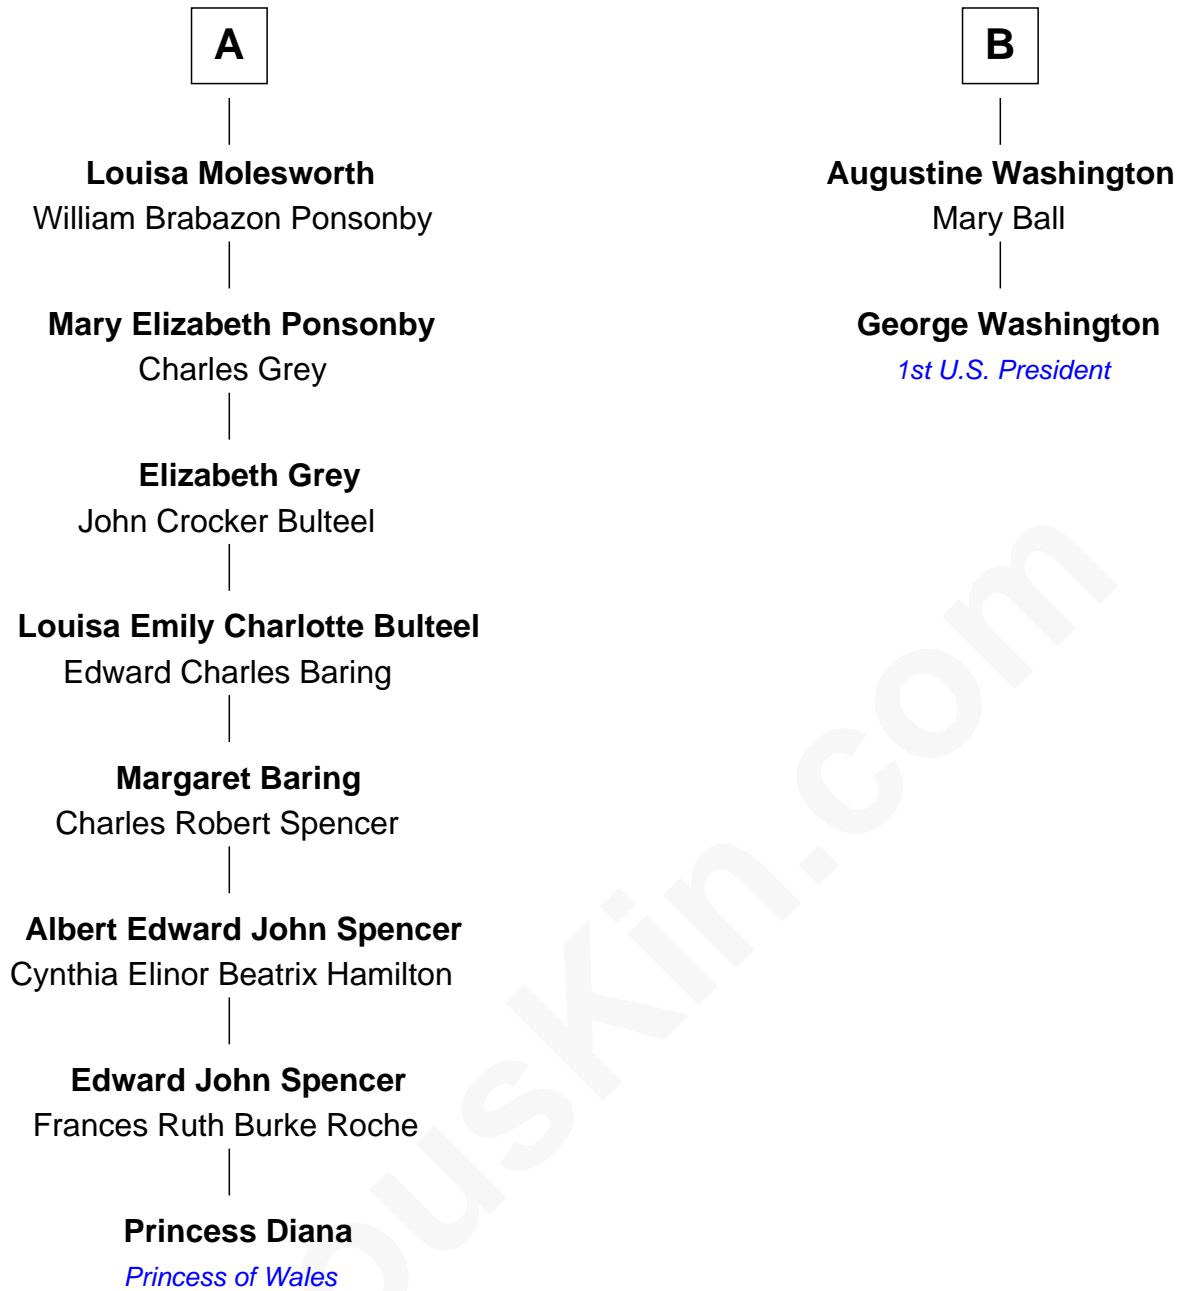 A
Louisa Molesworth
William Brabazon Ponsonby
Mary Elizabeth Ponsonby
Charles Grey
Elizabeth Grey
John Crocker Bulteel
Louisa Emily Charlotte Bulteel
Edward Charles Baring
Margaret Baring
Charles Robert Spencer
Albert Edward John Spencer
Cynthia Elinor Beatrix Hamilton
Edward John Spencer
Frances Ruth Burke Roche
Princess Diana
Princess of Wales
B
Augustine Washington
Mary Ball
George Washington
1st U.S. President
ousKin.com